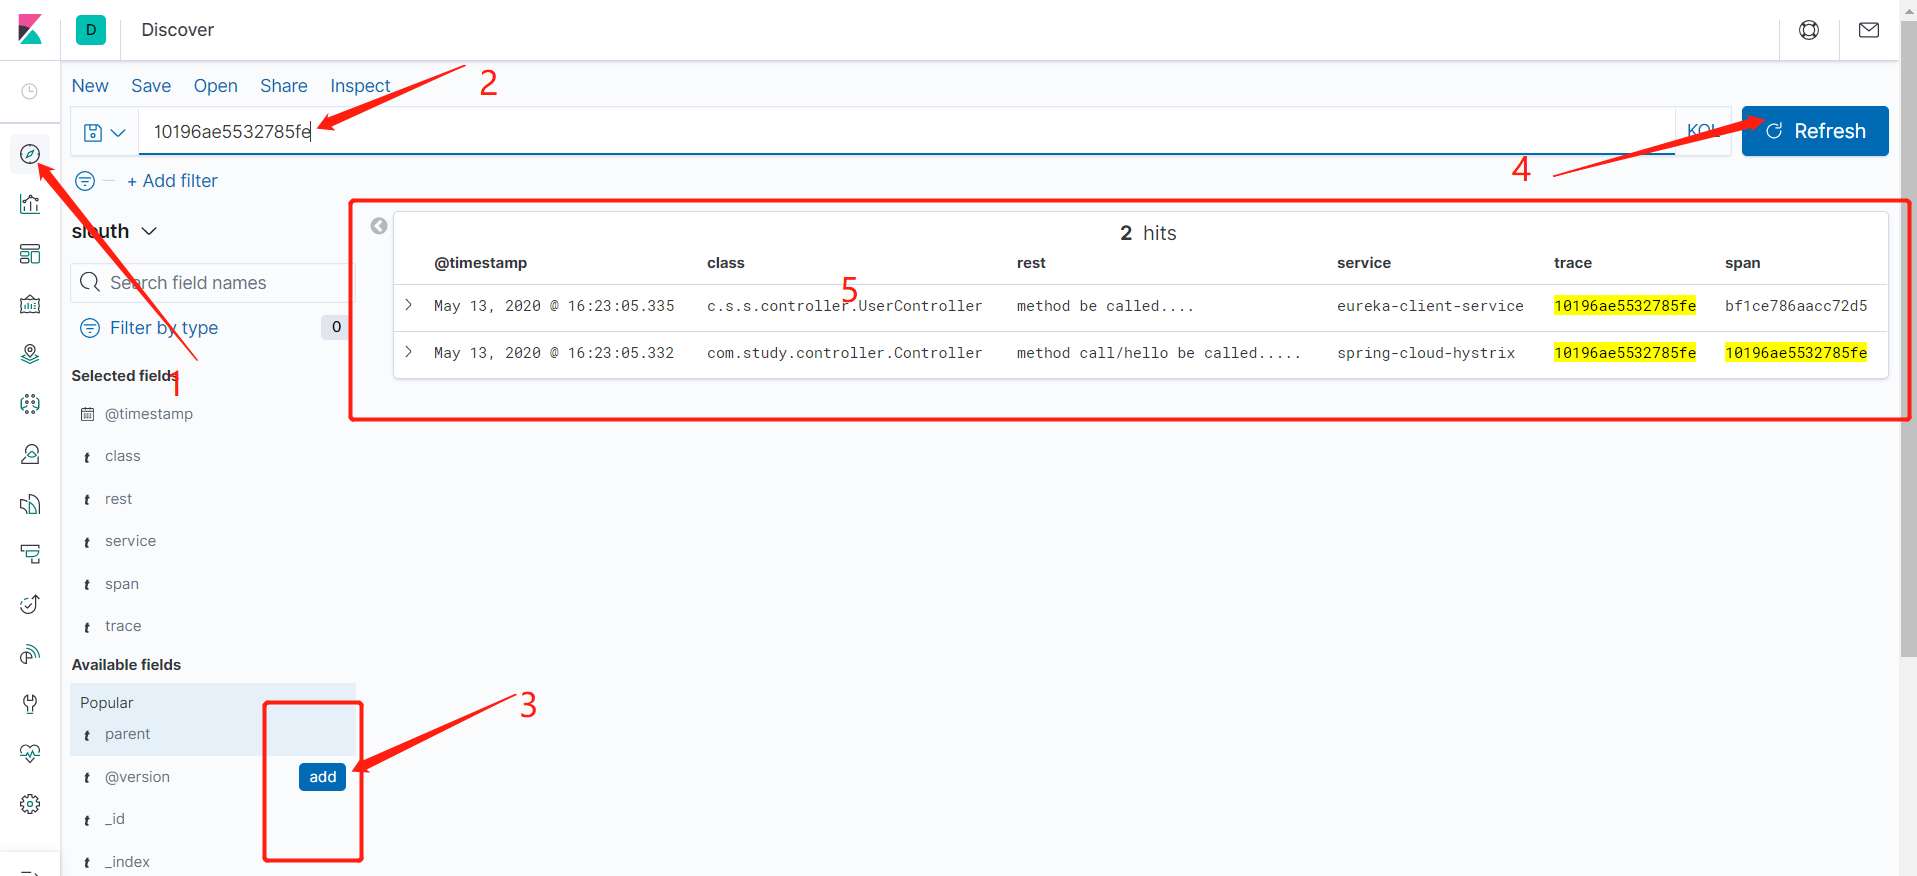 D
Discover
New Save Open Share Inspect
2
10196ae5532785fe
KQL
Refresh
4
+ Add filter
slouth
2 hits
Search field names
@timestamp class rest service trace span
5
May 13, 2020 @ 16:23:05.335 c.s.s.controller.UserController method be called.... eureka-client-service 10196ae5532785fe bf1ce786aacc72d5
Filter by type 0
May 13, 2020 @ 16:23:05.332 com.study.controller.Controller method call/hello be called..... spring-cloud-hystrix 10196ae5532785fe 10196ae5532785fe
Selected fields
1
@timestamp
t class
t rest
t service
t span
t trace
Available fields
Popular
3
t parent
t @version add
t _id
t _index